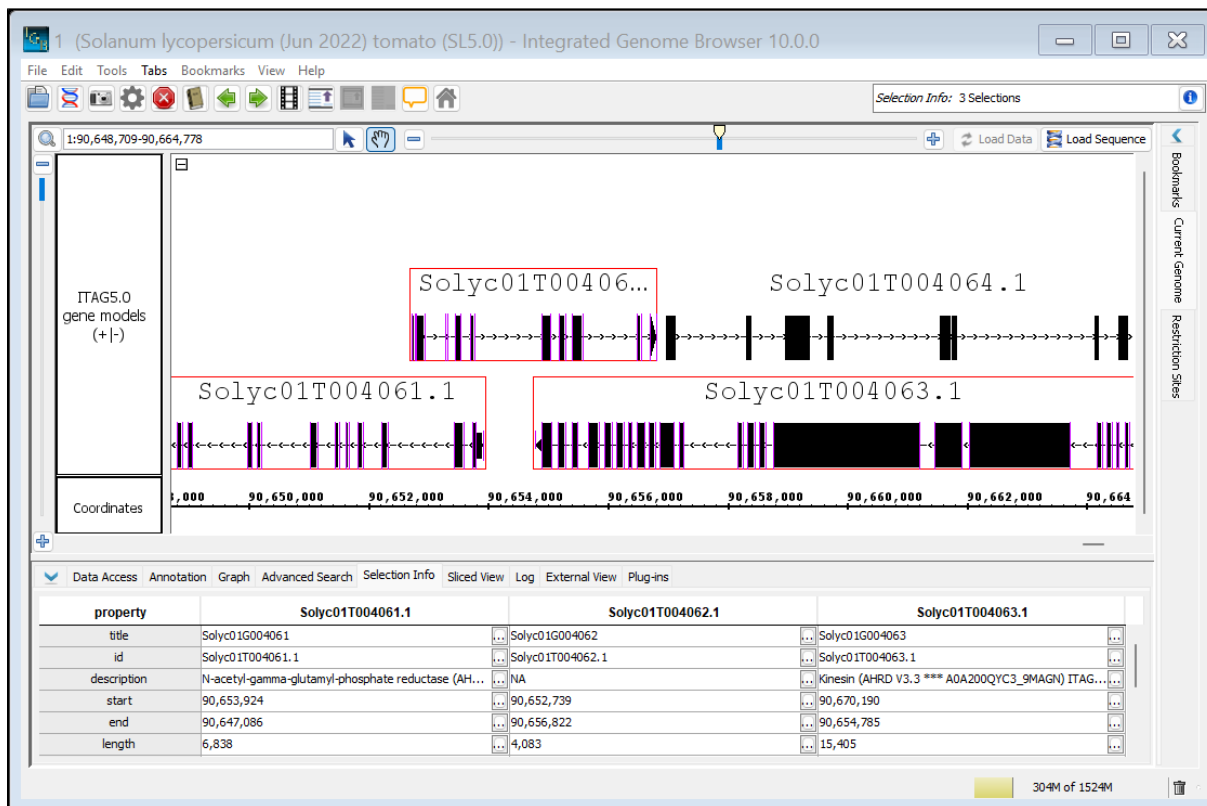 1 (Solanum lycopersicum (Jun 2022) tomato (SL5.0)) - Integrated Genome Browser 10.0.0
File Edit Tools Tabs Bookmarks View Help
Selection Info: 3 Selections
1:90,648,709-90,664,778
Load Data
Load Sequence
Bookmarks
Current Genome
Restriction Sites
ITAG5.0
gene models
(+|-)
Solyc01T00406...
Solyc01T004064.1
Solyc01T004061.1
Solyc01T004063.1
Coordinates
,000 90,650,000 90,652,000 90,654,000 90,656,000 90,658,000 90,660,000 90,662,000 90,664
Data Access Annotation Graph Advanced Search Selection Info Sliced View Log External View Plug-ins
property Solyc01T004061.1 Solyc01T004062.1 Solyc01T004063.1
title Solyc01G004061 ... Solyc01G004062 ... Solyc01G004063 ...
id Solyc01T004061.1 ... Solyc01T004062.1 ... Solyc01T004063.1 ...
description N-acetyl-gamma-glutamyl-phosphate reductase (AH... ... NA ... Kinesin (AHRD V3.3 *** A0A200QYC3_9MAGN) ITAG... ...
start 90,653,924 ... 90,652,739 ... 90,670,190 ...
end 90,647,086 ... 90,656,822 ... 90,654,785 ...
length 6,838 ... 4,083 ... 15,405 ...
304M of 1524M